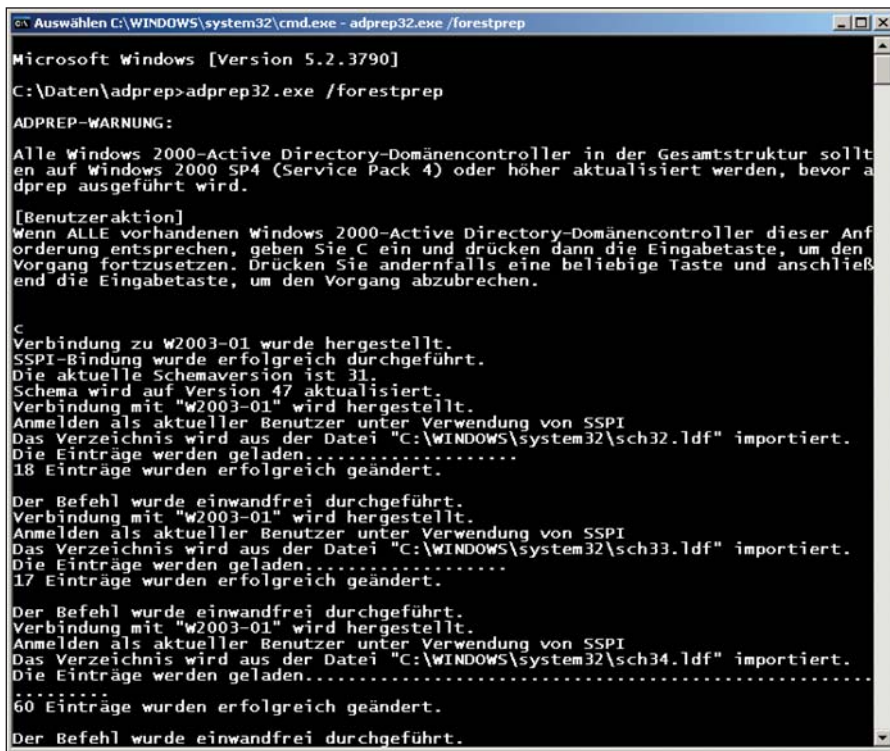 Auswählen C:\WINDOWS\system32\cmd.exe - adprep32.exe /forestprep
Microsoft Windows [Version 5.2.3790]
C:\Daten\adprep>adprep32.exe /forestprep
ADPREP-WARNUNG:
Alle Windows 2000-Active Directory-Domänencontroller in der Gesamtstruktur sollt
en auf Windows 2000 SP4 (Service Pack 4) oder höher aktualisiert werden, bevor a
dprep ausgeführt wird.
[Benutzeraktion]
Wenn ALLE vorhandenen Windows 2000-Active Directory-Domänencontroller dieser Anf
orderung entsprechen, geben Sie C ein und drücken dann die Eingabetaste, um den
Vorgang fortzusetzen. Drücken Sie andernfalls eine beliebige Taste und anschließ
end die Eingabetaste, um den Vorgang abzubrechen.
c
Verbindung zu W2003-01 wurde hergestellt.
SSPI-Bindung wurde erfolgreich durchgeführt.
Die aktuelle Schemaversion ist 31.
Schema wird auf Version 47 aktualisiert.
Verbindung mit "W2003-01" wird hergestellt.
Anmelden als aktueller Benutzer unter Verwendung von SSPI
Das Verzeichnis wird aus der Datei "C:\WINDOWS\system32\sch32.ldf" importiert.
Die Einträge werden geladen....................
18 Einträge wurden erfolgreich geändert.
Der Befehl wurde einwandfrei durchgeführt.
Verbindung mit "W2003-01" wird hergestellt.
Anmelden als aktueller Benutzer unter Verwendung von SSPI
Das Verzeichnis wird aus der Datei "C:\WINDOWS\system32\sch33.ldf" importiert.
Die Einträge werden geladen...................
17 Einträge wurden erfolgreich geändert.
Der Befehl wurde einwandfrei durchgeführt.
Verbindung mit "W2003-01" wird hergestellt.
Anmelden als aktueller Benutzer unter Verwendung von SSPI
Das Verzeichnis wird aus der Datei "C:\WINDOWS\system32\sch34.ldf" importiert.
Die Einträge werden geladen.....................................................
.........
60 Einträge wurden erfolgreich geändert.
Der Befehl wurde einwandfrei durchgeführt.